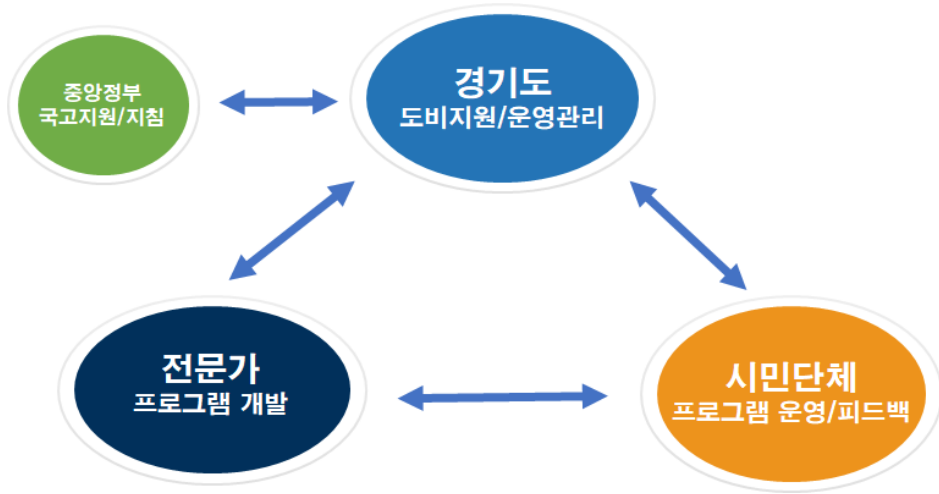 중앙정부
국고지원/지침
경기도
도비지원/운영관리
전문가
프로그램 개발
시민단체
프로그램 운영/피드백